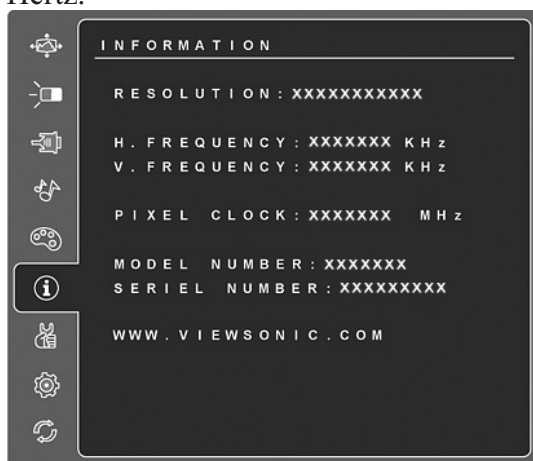 INFORMATION
RESOLUTION: XXXXXXXXXXX
H. FREQUENCY: XXXXXXX KHz
V. FREQUENCY: XXXXXXX KHz
PIXEL CLOCK: XXXXXXX MHz
MODEL NUMBER: XXXXXXX
SERIEL NUMBER: XXXXXXXXX
WWW.VIEWSONIC.COM